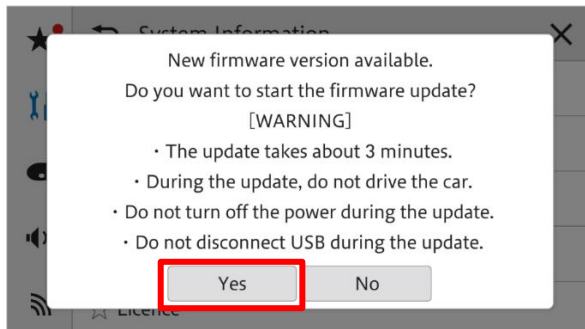 System Information
New firmware version available.
Do you want to start the firmware update?
[WARNING]
・The update takes about 3 minutes.
・During the update, do not drive the car.
・Do not turn off the power during the update.
・Do not disconnect USB during the update.
Yes No
Licence